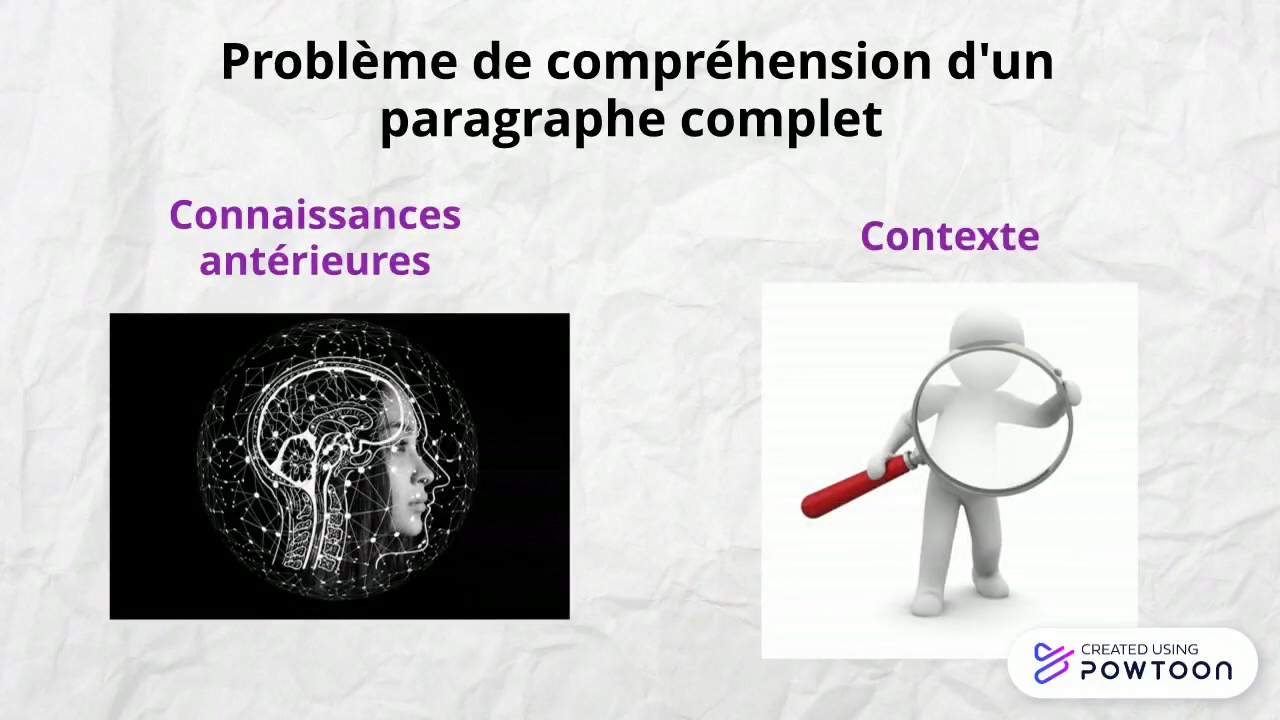 Problème de compréhension d'un
paragraphe complet
Connaissances
antérieures
Contexte
CREATED USING
POWTOON